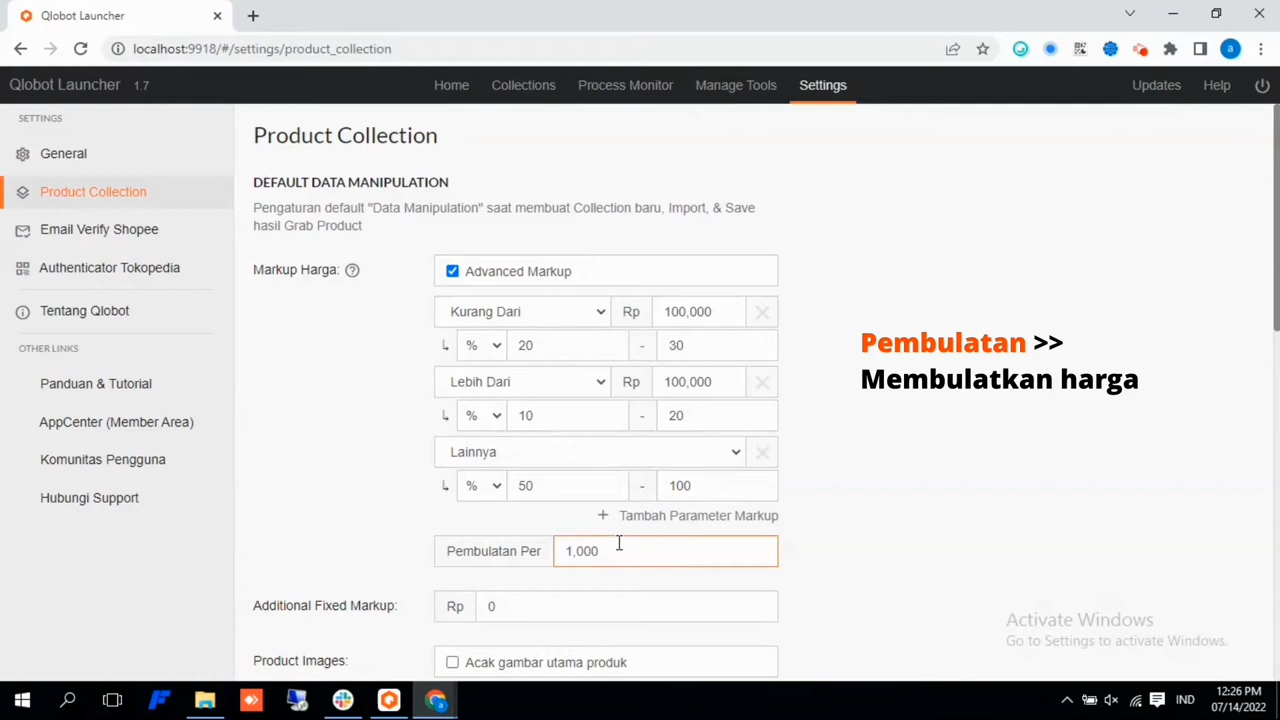 Qlobot Launcher
localhost:9918/#/settings/product_collection
a
Qlobot Launcher 1.7
Home
Collections
Process Monitor
Manage Tools
Settings
Updates
Help
SETTINGS
General
Product Collection
Email Verify Shopee
Authenticator Tokopedia
Tentang Qlobot
OTHER LINKS
Panduan & Tutorial
AppCenter (Member Area)
Komunitas Pengguna
Hubungi Support
Product Collection
DEFAULT DATA MANIPULATION
Pengaturan default "Data Manipulation" saat membuat Collection baru, Import, & Save
hasil Grab Product
Markup Harga: ?
Advanced Markup
Kurang Dari Rp 100,000
% 20 - 30
Lebih Dari Rp 100,000
% 10 - 20
Lainnya
% 50 - 100
+ Tambah Parameter Markup
Pembulatan Per 1,000
Additional Fixed Markup: Rp 0
Product Images: Acak gambar utama produk
Pembulatan >>
Membulatkan harga
Activate Windows
Go to Settings to activate Windows.
IND
12:26 PM
07/14/2022